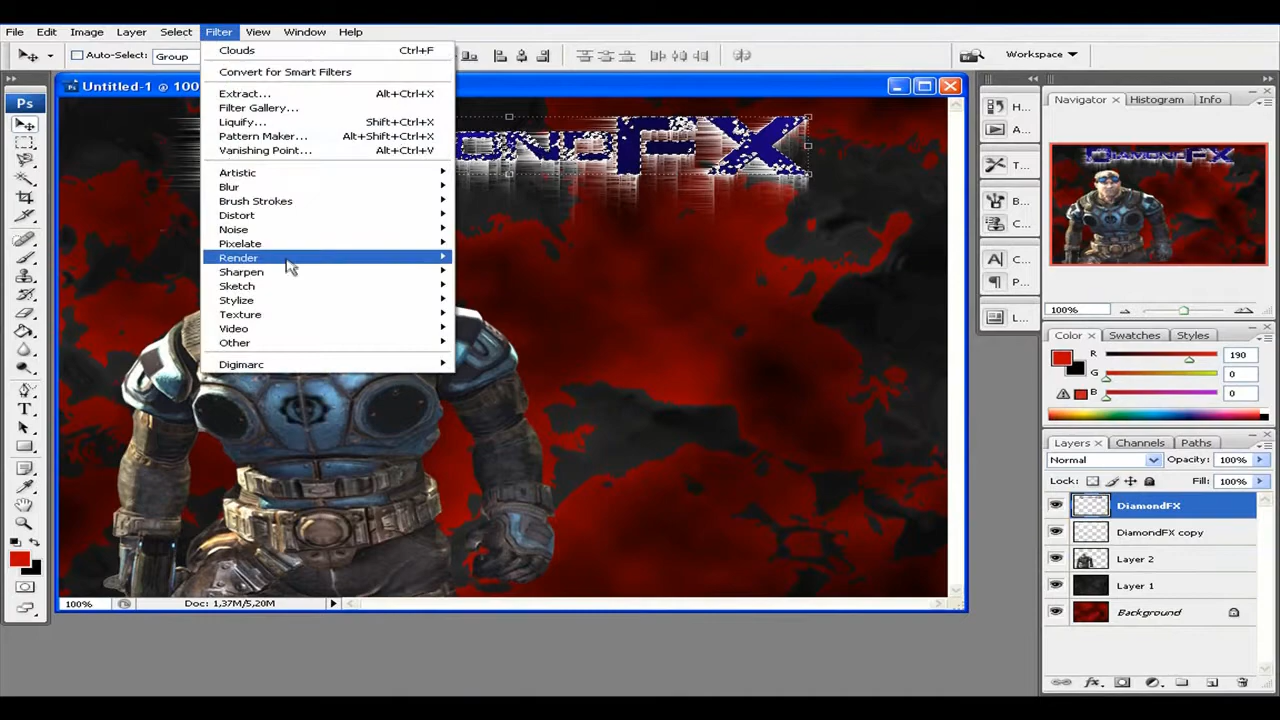 File Edit Image Layer Select Filter View Window Help
Auto-Select: Group Workspace
Ps Untitled-1 @ 100
Clouds Ctrl+F
Convert for Smart Filters
Extract... Alt+Ctrl+X
Filter Gallery...
Liquify... Shift+Ctrl+X
Pattern Maker... Alt+Shift+Ctrl+X
Vanishing Point... Alt+Ctrl+V
Artistic
Blur
Brush Strokes
Distort
Noise
Pixelate
Render
Sharpen
Sketch
Stylize
Texture
Video
Other
Digimarc
ondFX
100% Doc: 1,37M/5,20M
H...
A...
T...
B...
C...
C...
P...
L...
Navigator Histogram Info
DiamondFX
100%
Color Swatches Styles
R 190
G 0
B 0
Layers Channels Paths
Normal Opacity: 100%
Lock: Fill: 100%
DiamondFX
DiamondFX copy
Layer 2
Layer 1
Background